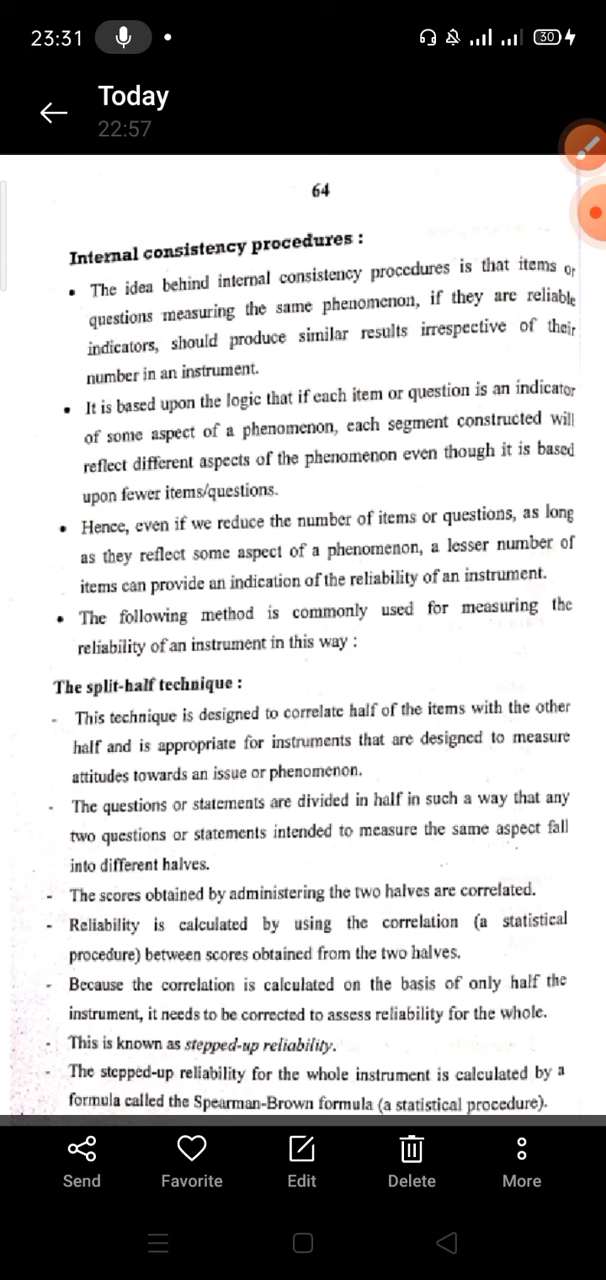 23:31
30
Today
22:57
64
Internal consistency procedures :
• The idea behind internal consistency procedures is that items or
questions measuring the same phenomenon, if they are reliable
indicators, should produce similar results irrespective of their
number in an instrument.
• It is based upon the logic that if each item or question is an indicator
of some aspect of a phenomenon, each segment constructed will
reflect different aspects of the phenomenon even though it is based
upon fewer items/questions.
• Hence, even if we reduce the number of items or questions, as long
as they reflect some aspect of a phenomenon, a lesser number of
items can provide an indication of the reliability of an instrument.
• The following method is commonly used for measuring the
reliability of an instrument in this way :
The split-half technique :
- This technique is designed to correlate half of the items with the other
half and is appropriate for instruments that are designed to measure
attitudes towards an issue or phenomenon.
- The questions or statements are divided in half in such a way that any
two questions or statements intended to measure the same aspect fall
into different halves.
- The scores obtained by administering the two halves are correlated.
- Reliability is calculated by using the correlation (a statistical
procedure) between scores obtained from the two halves.
- Because the correlation is calculated on the basis of only half the
instrument, it needs to be corrected to assess reliability for the whole.
- This is known as stepped-up reliability.
- The stepped-up reliability for the whole instrument is calculated by a
formula called the Spearman-Brown formula (a statistical procedure).
Send Favorite Edit Delete More